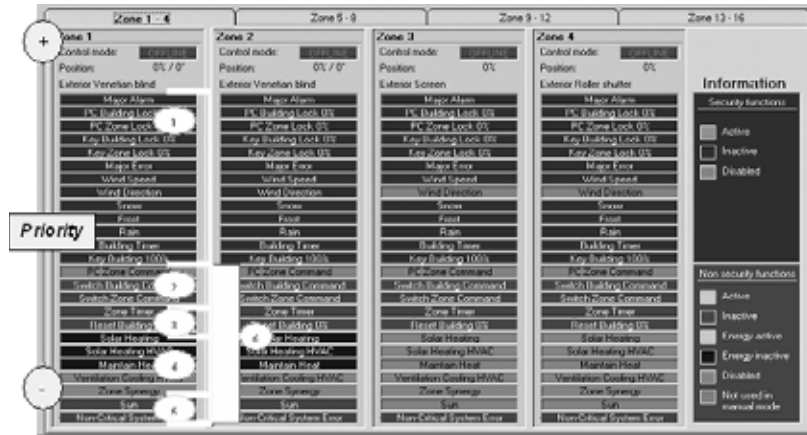 Zone 1 - 4
Zone 5 - 8
Zone 9 - 12
Zone 13 - 16
+
Zone 1
Control mode: OFFLINE
Position: 0% / 0°
Exterior Venetian blind
Major Alarm
PC Building Lock
PC Zone Lock 0%
Key Building Lock 0%
Key Zone Lock 0%
Major Error
Wind Speed
Wind Direction
Snow
Frost
Rain
Building Timer
Key Building 100%
PC Zone Command
Switch Building
Switch Zone Command
Zone Timer
Reset Building 0%
Solar Heating
Solar Heating HVAC
Maintain Heat
Ventilation Cooling HVAC
Zone Synergy
Sun
Non-Critical System Error
1
2
3
4
5
6
Priority
-
Zone 2
Control mode: OFFLINE
Position: 0% / 0°
Exterior Venetian blind
Major Alarm
PC Building Lock 0%
PC Zone Lock 0%
Key Building Lock 0%
Key Zone Lock 0%
Major Error
Wind Speed
Wind Direction
Snow
Frost
Rain
Building Timer
Key Building 100%
PC Zone Command
Switch Building Command
Switch Zone Command
Zone Timer
Reset Building 0%
Solar Heating
Solar Heating HVAC
Maintain Heat
Ventilation Cooling HVAC
Zone Synergy
Sun
Non-Critical System Error
Zone 3
Control mode: OFFLINE
Position: 0%
Exterior Screen
Major Alarm
PC Building Lock 0%
PC Zone Lock 0%
Key Building Lock 0%
Key Zone Lock 0%
Major Error
Wind Speed
Wind Direction
Snow
Frost
Rain
Building Timer
Key Building 100%
PC Zone Command
Switch Building Command
Switch Zone Command
Zone Timer
Reset Building 0%
Solar Heating
Solar Heating HVAC
Maintain Heat
Ventilation Cooling HVAC
Zone Synergy
Sun
Non-Critical System Error
Zone 4
Control mode: OFFLINE
Position: 0%
Exterior Roller shutter
Major Alarm
PC Building Lock 0%
PC Zone Lock 0%
Key Building Lock 0%
Key Zone Lock 0%
Major Error
Wind Speed
Wind Direction
Snow
Frost
Rain
Building Timer
Key Building 100%
PC Zone Command
Switch Building Command
Switch Zone Command
Zone Timer
Reset Building 0%
Solar Heating
Solar Heating HVAC
Maintain Heat
Ventilation Cooling HVAC
Zone Synergy
Sun
Non-Critical System Error
Information
Security functions
Active
Inactive
Disabled
Non security functions
Active
Inactive
Energy active
Energy inactive
Disabled
Not used in
manual mode